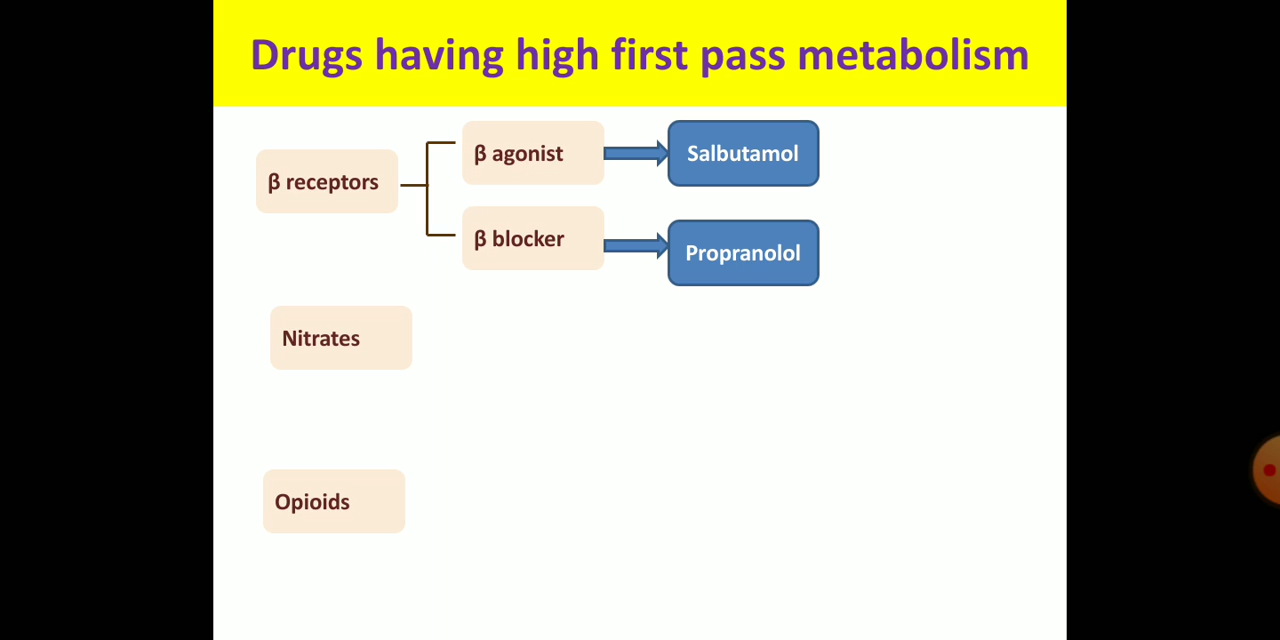 Drugs having high first pass metabolism
β receptors
β agonist
Salbutamol
β blocker
Propranolol
Nitrates
Opioids